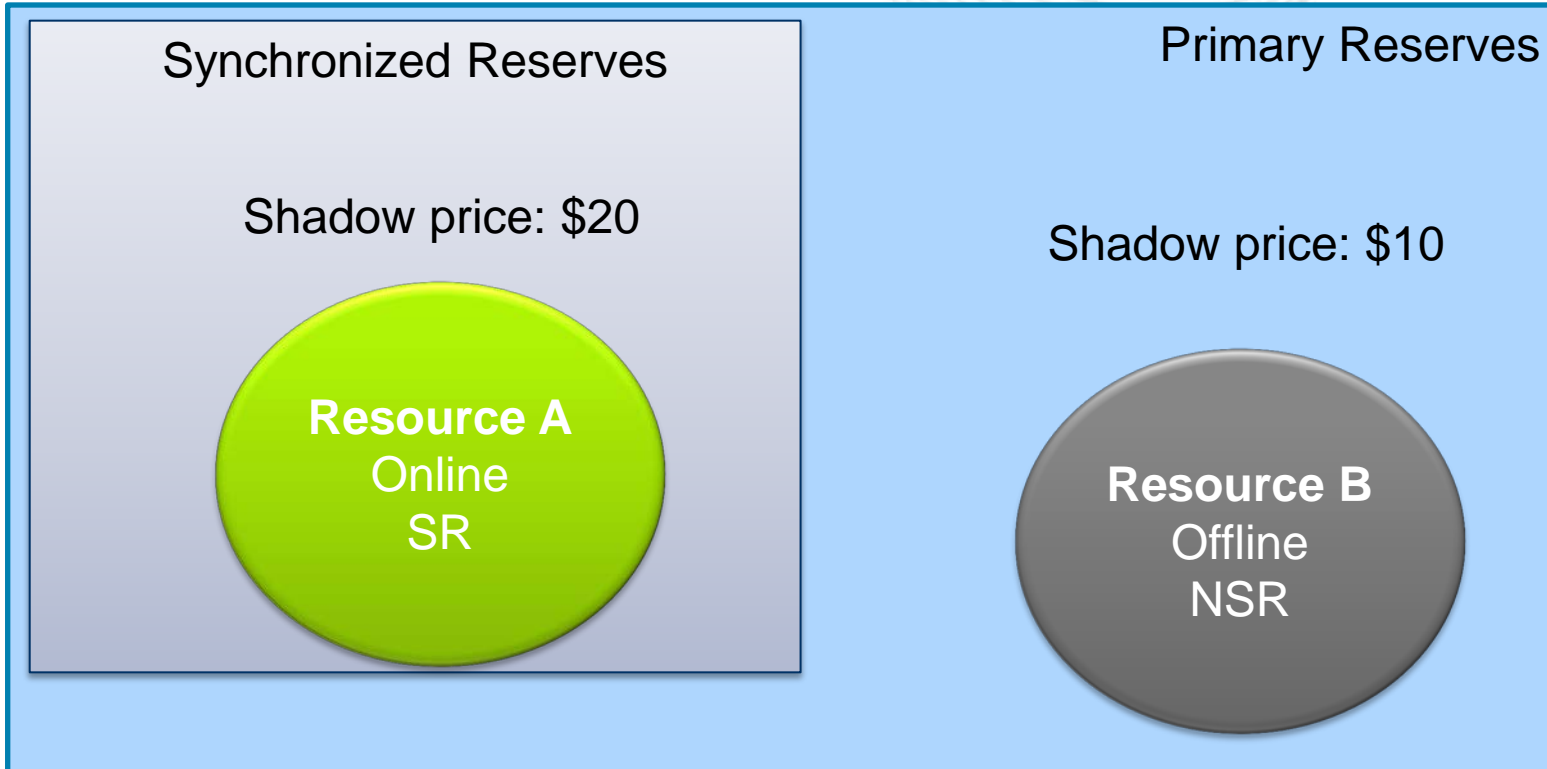 Synchronized Reserves
Shadow price: $20
Resource A
Online
SR
Primary Reserves
Shadow price: $10
Resource B
Offline
NSR